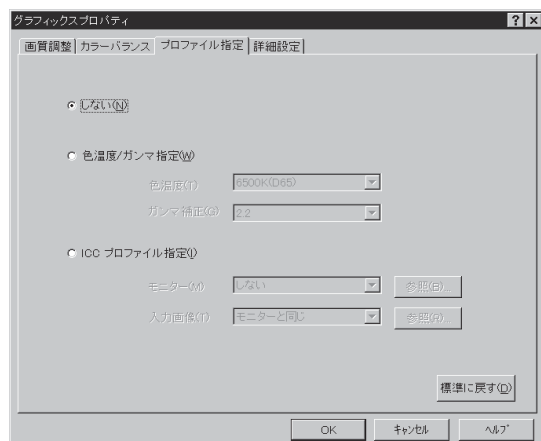 グラフィックスプロパティ
画質調整 カラーバランス プロファイル指定 詳細設定
しない(N)
色温度/ガンマ指定(W)
色温度(T) 6500K(D65)
ガンマ補正(G) 2.2
ICC プロファイル指定(I)
モニター(M) しない 参照(B)...
入力画像(T) モニターと同じ 参照(R)...
標準に戻す(D)
OK キャンセル ヘルプ